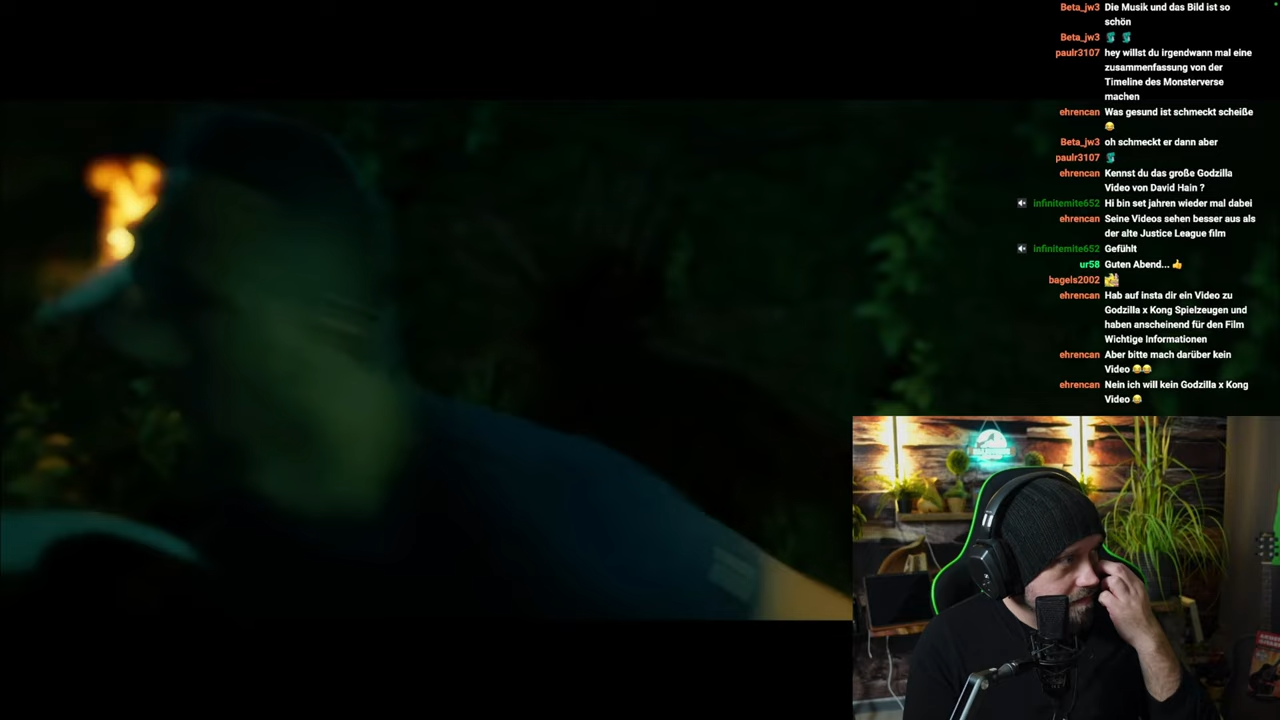 Beta_jw3 Die Musik und das Bild ist so
schön
Beta_jw3
paulr3107 hey willst du irgendwann mal eine
zusammenfassung von der
Timeline des Monsterverse
machen
ehrencan Was gesund ist schmeckt scheiße
😂
Beta_jw3 oh schmeckt er dann aber
paulr3107
ehrencan Kennst du das große Godzilla
Video von David Hain ?
infinitemite652 Hi bin set jahren wieder mal dabei
ehrencan Seine Videos sehen besser aus als
der alte Justice League film
infinitemite652 Gefühlt
ur58 Guten Abend... 👍
bagels2002
ehrencan Hab auf insta dir ein Video zu
Godzilla x Kong Spielzeugen und
haben anscheinend für den Film
Wichtige Informationen
ehrencan Aber bitte mach darüber kein
Video 😂😂
ehrencan Nein ich will kein Godzilla x Kong
Video 😂